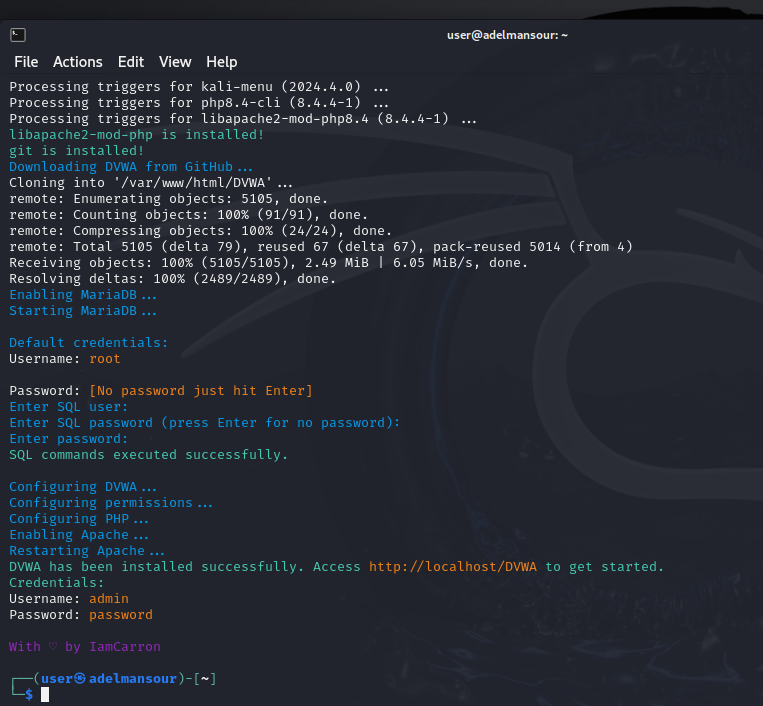 user@adelmansour: ~
File Actions Edit View Help
Processing triggers for kali-menu (2024.4.0) ...
Processing triggers for php8.4-cli (8.4.4-1) ...
Processing triggers for libapache2-mod-php8.4 (8.4.4-1) ...
libapache2-mod-php is installed!
git is installed!
Downloading DVWA from GitHub...
Cloning into '/var/www/html/DVWA'...
remote: Enumerating objects: 5105, done.
remote: Counting objects: 100% (91/91), done.
remote: Compressing objects: 100% (24/24), done.
remote: Total 5105 (delta 79), reused 67 (delta 67), pack-reused 5014 (from 4)
Receiving objects: 100% (5105/5105), 2.49 MiB | 6.05 MiB/s, done.
Resolving deltas: 100% (2489/2489), done.
Enabling MariaDB...
Starting MariaDB...
Default credentials:
Username: root
Password: [No password just hit Enter]
Enter SQL user:
Enter SQL password (press Enter for no password):
Enter password:
SQL commands executed successfully.
Configuring DVWA...
Configuring permissions...
Configuring PHP...
Enabling Apache...
Restarting Apache...
DVWA has been installed successfully. Access http://localhost/DVWA to get started.
Credentials:
Username: admin
Password: password
With ♡ by IamCarron
┌──(user㉿adelmansour)-[~]
└─$